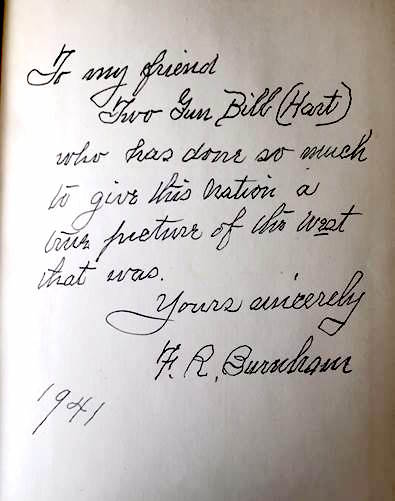 To my friend
Two Gun Bill (Hart)
who has done so much
to give this nation a
true picture of the west
that was.
Yours sincerely
F. R. Burnham
1941